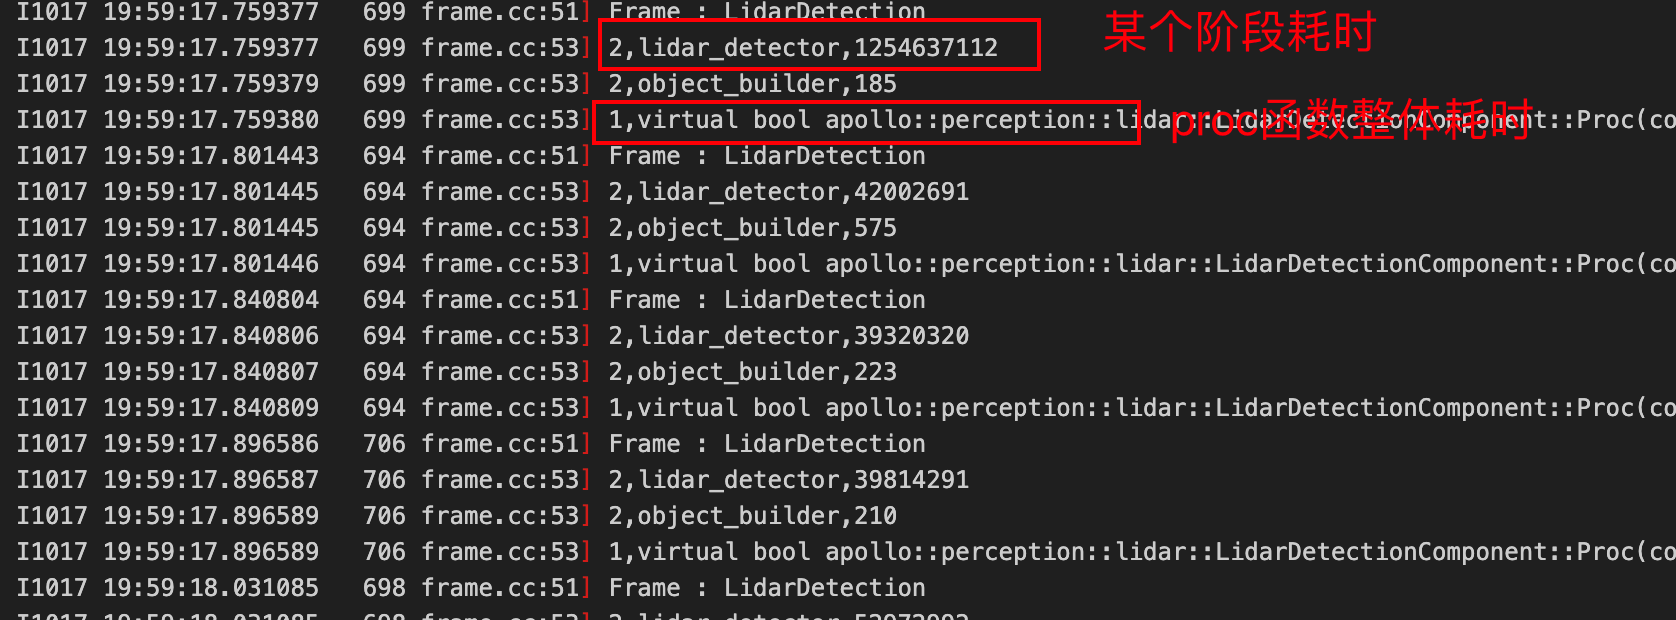 I1017 19:59:17.759377   699 frame.cc:51] Frame : LidarDetection
I1017 19:59:17.759377   699 frame.cc:53] 2,lidar_detector,1254637112
某个阶段耗时
I1017 19:59:17.759379   699 frame.cc:53] 2,object_builder,185
I1017 19:59:17.759380   699 frame.cc:53] 1,virtual bool apollo::perception::lidar::LidarDetectionComponent::Proc(co
proc函数整体耗时
I1017 19:59:17.801443   694 frame.cc:51] Frame : LidarDetection
I1017 19:59:17.801445   694 frame.cc:53] 2,lidar_detector,42002691
I1017 19:59:17.801445   694 frame.cc:53] 2,object_builder,575
I1017 19:59:17.801446   694 frame.cc:53] 1,virtual bool apollo::perception::lidar::LidarDetectionComponent::Proc(co
I1017 19:59:17.840804   694 frame.cc:51] Frame : LidarDetection
I1017 19:59:17.840806   694 frame.cc:53] 2,lidar_detector,39320320
I1017 19:59:17.840807   694 frame.cc:53] 2,object_builder,223
I1017 19:59:17.840809   694 frame.cc:53] 1,virtual bool apollo::perception::lidar::LidarDetectionComponent::Proc(co
I1017 19:59:17.896586   706 frame.cc:51] Frame : LidarDetection
I1017 19:59:17.896587   706 frame.cc:53] 2,lidar_detector,39814291
I1017 19:59:17.896589   706 frame.cc:53] 2,object_builder,210
I1017 19:59:17.896589   706 frame.cc:53] 1,virtual bool apollo::perception::lidar::LidarDetectionComponent::Proc(co
I1017 19:59:18.031085   698 frame.cc:51] Frame : LidarDetection
I1017 19:59:18.031085   698 frame.cc:53]